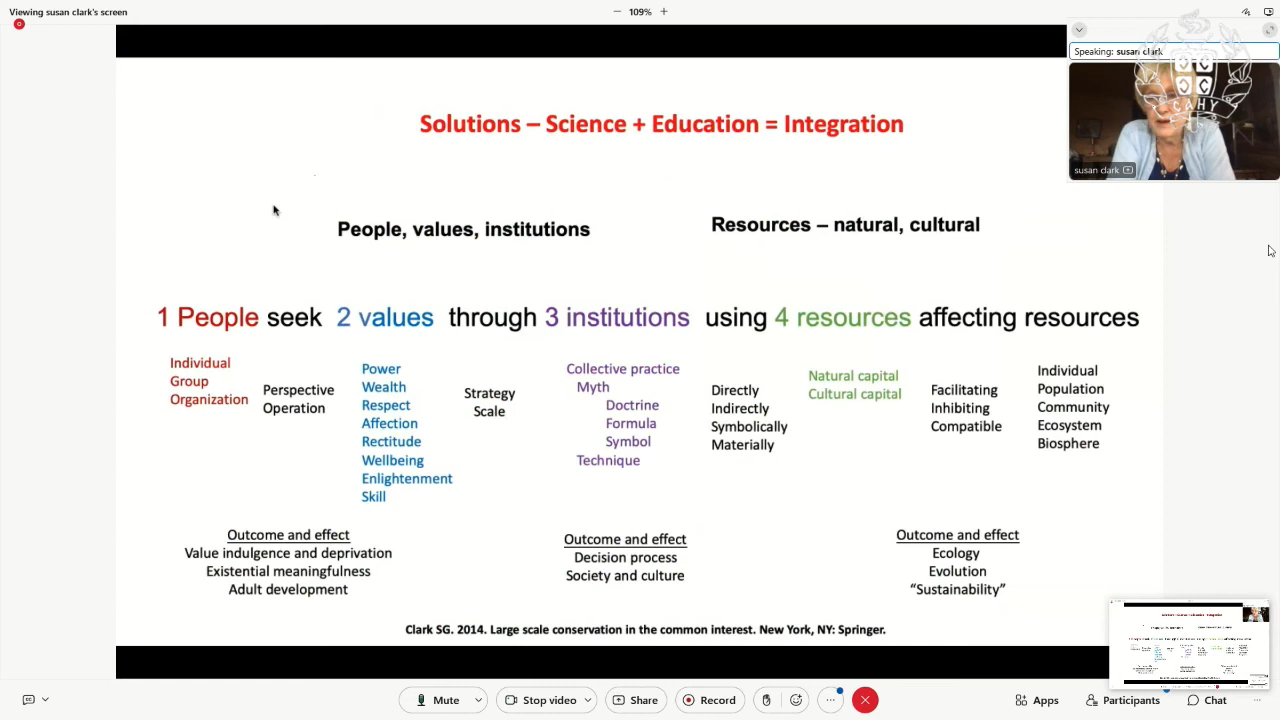 Viewing susan clark's screen
109%
Speaking: susan clark
CAHY
susan clark
Solutions – Science + Education = Integration
People, values, institutions
Resources – natural, cultural
1 People seek 2 values through 3 institutions using 4 resources affecting resources
Individual
Group
Organization
Perspective
Operation
Power
Wealth
Respect
Affection
Rectitude
Wellbeing
Enlightenment
Skill
Strategy
Scale
Collective practice
Myth
Doctrine
Formula
Symbol
Technique
Directly
Indirectly
Symbolically
Materially
Natural capital
Cultural capital
Facilitating
Inhibiting
Compatible
Individual
Population
Community
Ecosystem
Biosphere
Outcome and effect
Value indulgence and deprivation
Existential meaningfulness
Adult development
Outcome and effect
Decision process
Society and culture
Outcome and effect
Ecology
Evolution
“Sustainability”
Clark SG. 2014. Large scale conservation in the common interest. New York, NY: Springer.
Mute
Stop video
Share
Record
Apps
Participants
Chat